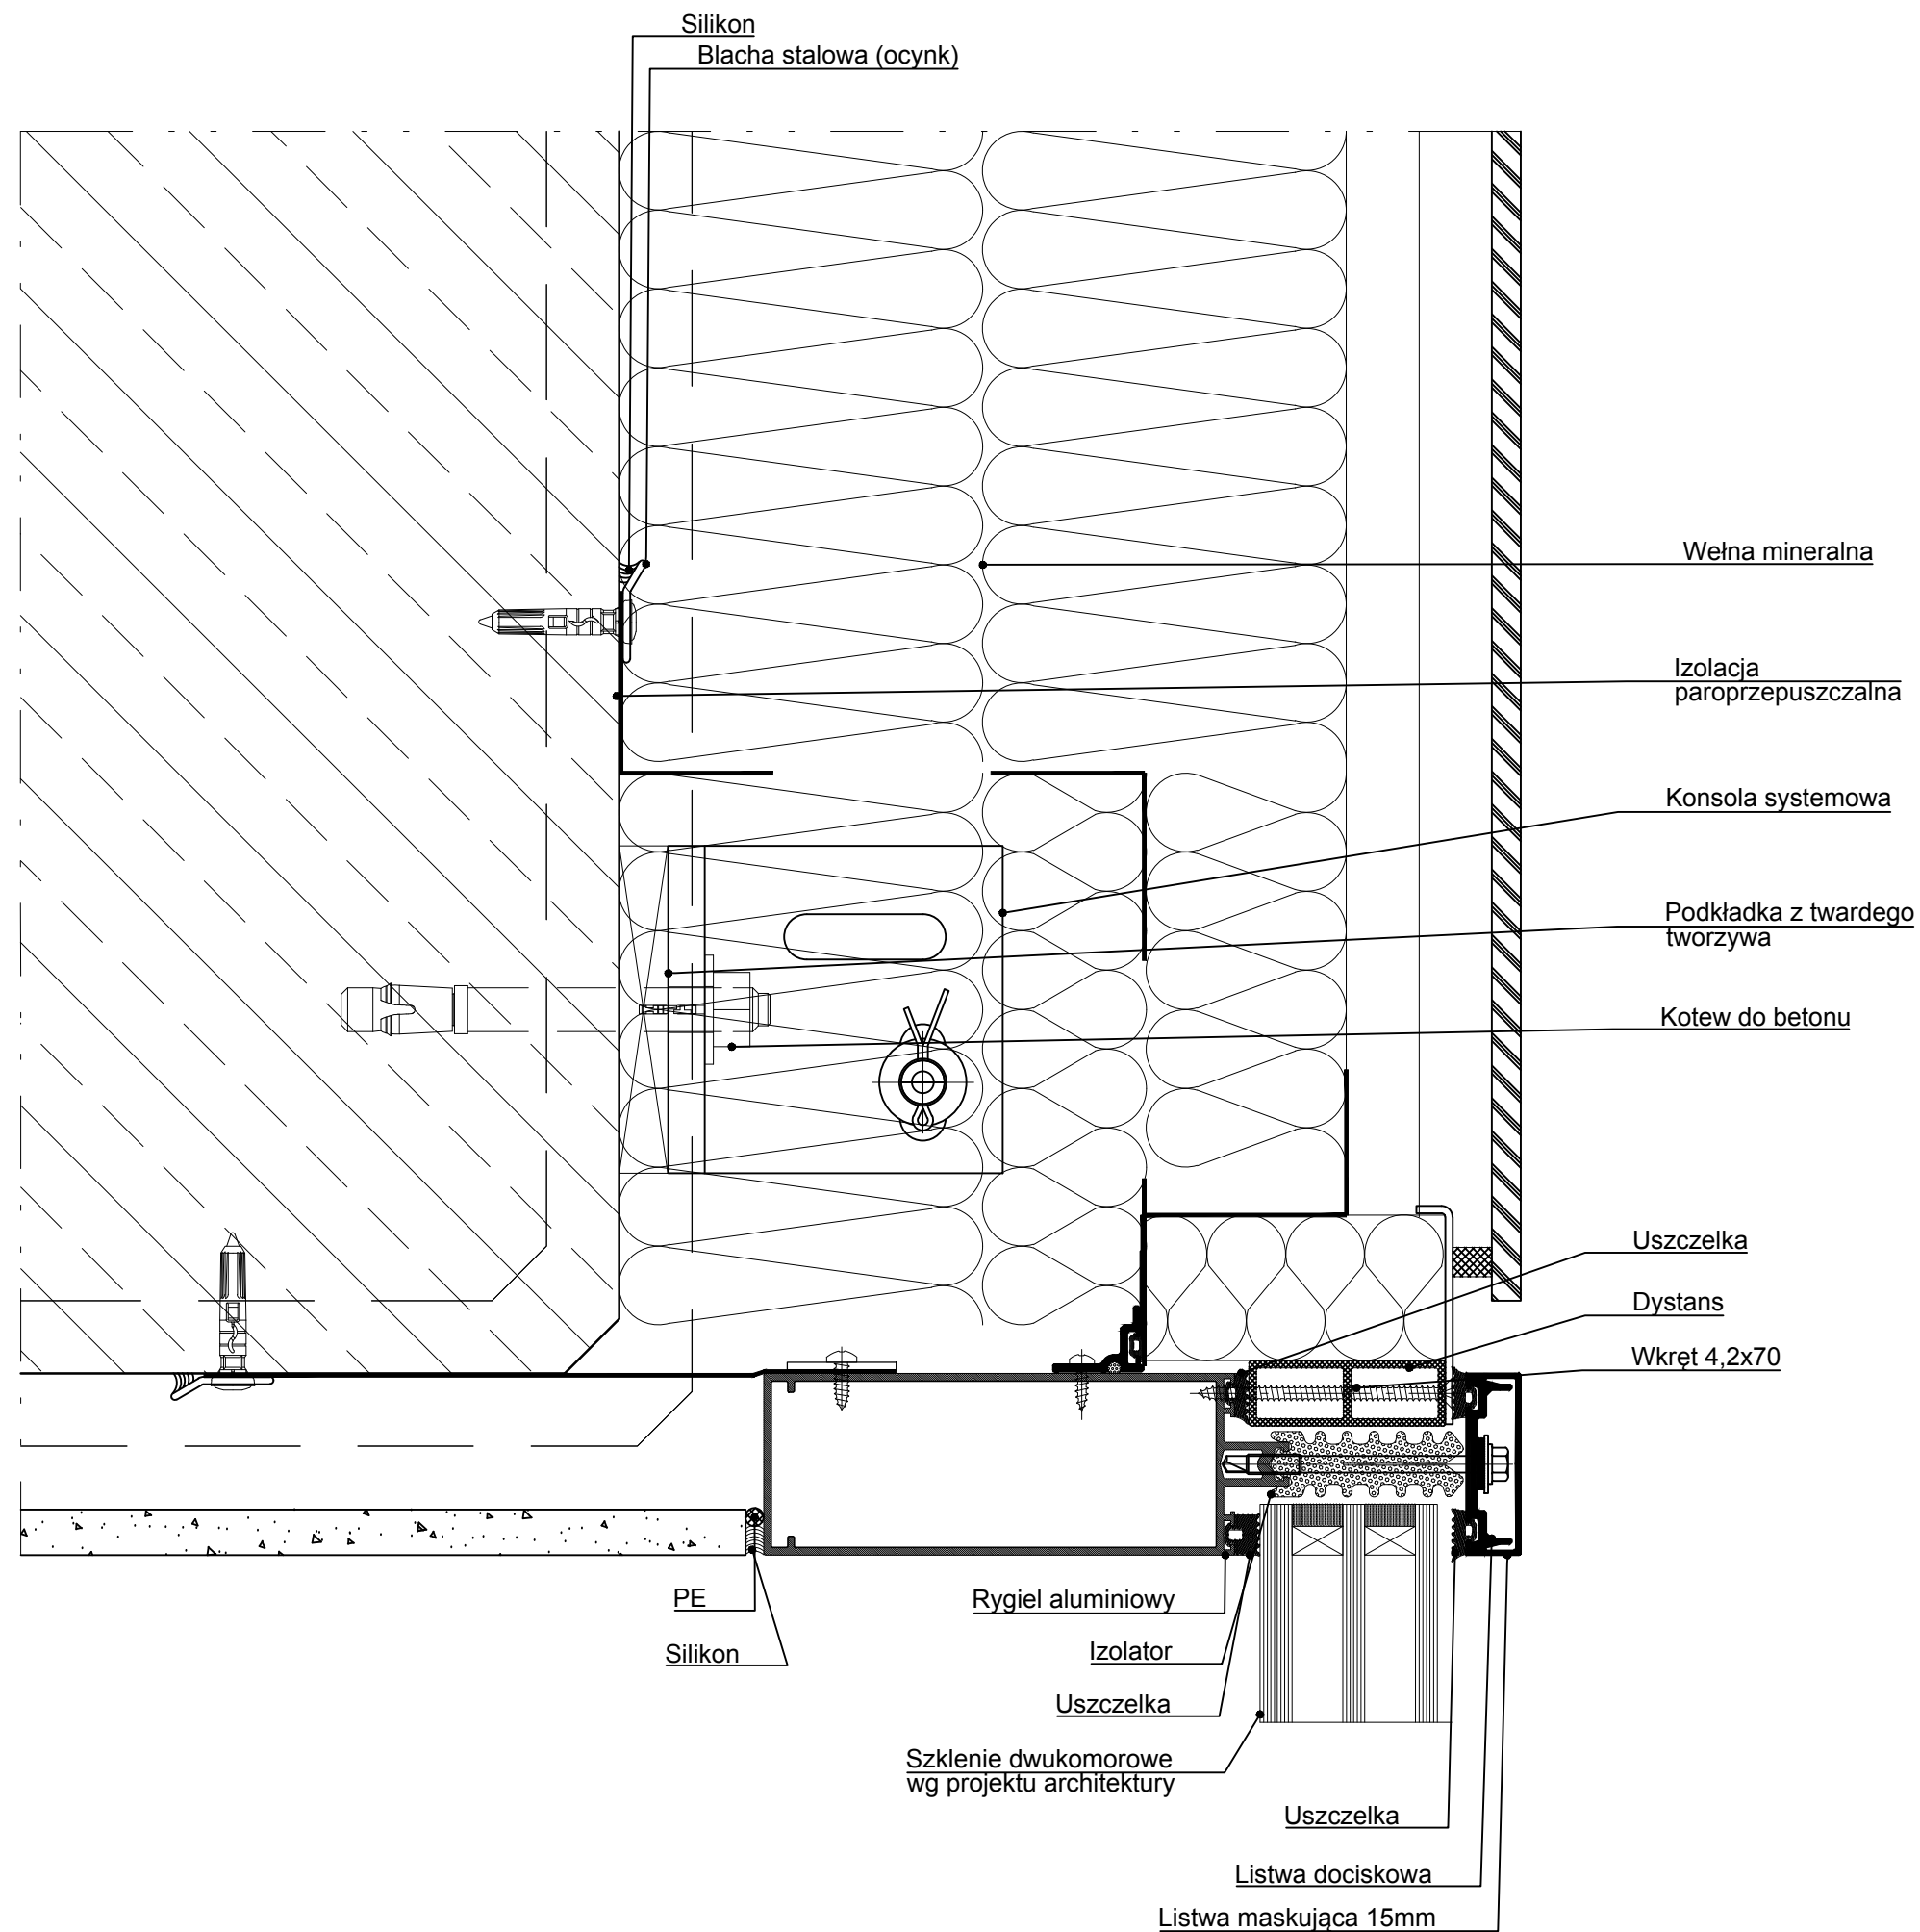 Silikon
Blacha stalowa (ocynk)
Wełna mineralna
Izolacja
paroprzepuszczalna
Konsola systemowa
Podkładka z twardego
tworzywa
Kotew do betonu
Uszczelka
Dystans
Wkręt 4,2x70
PE
Rygiel aluminiowy
Silikon
Izolator
Uszczelka
Szklenie dwukomorowe
wg projektu architektury
Uszczelka
Listwa dociskowa
Listwa maskująca 15mm